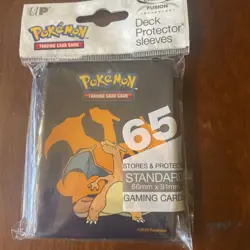 UP
FUSION
Deck
Protector
sleeves
POKéMON
TRADING CARD GAME
POKéMON
TRADING CARD GAME
65
STORES & PROTECTS
STANDARD
66mm x 91mm
GAMING CARDS